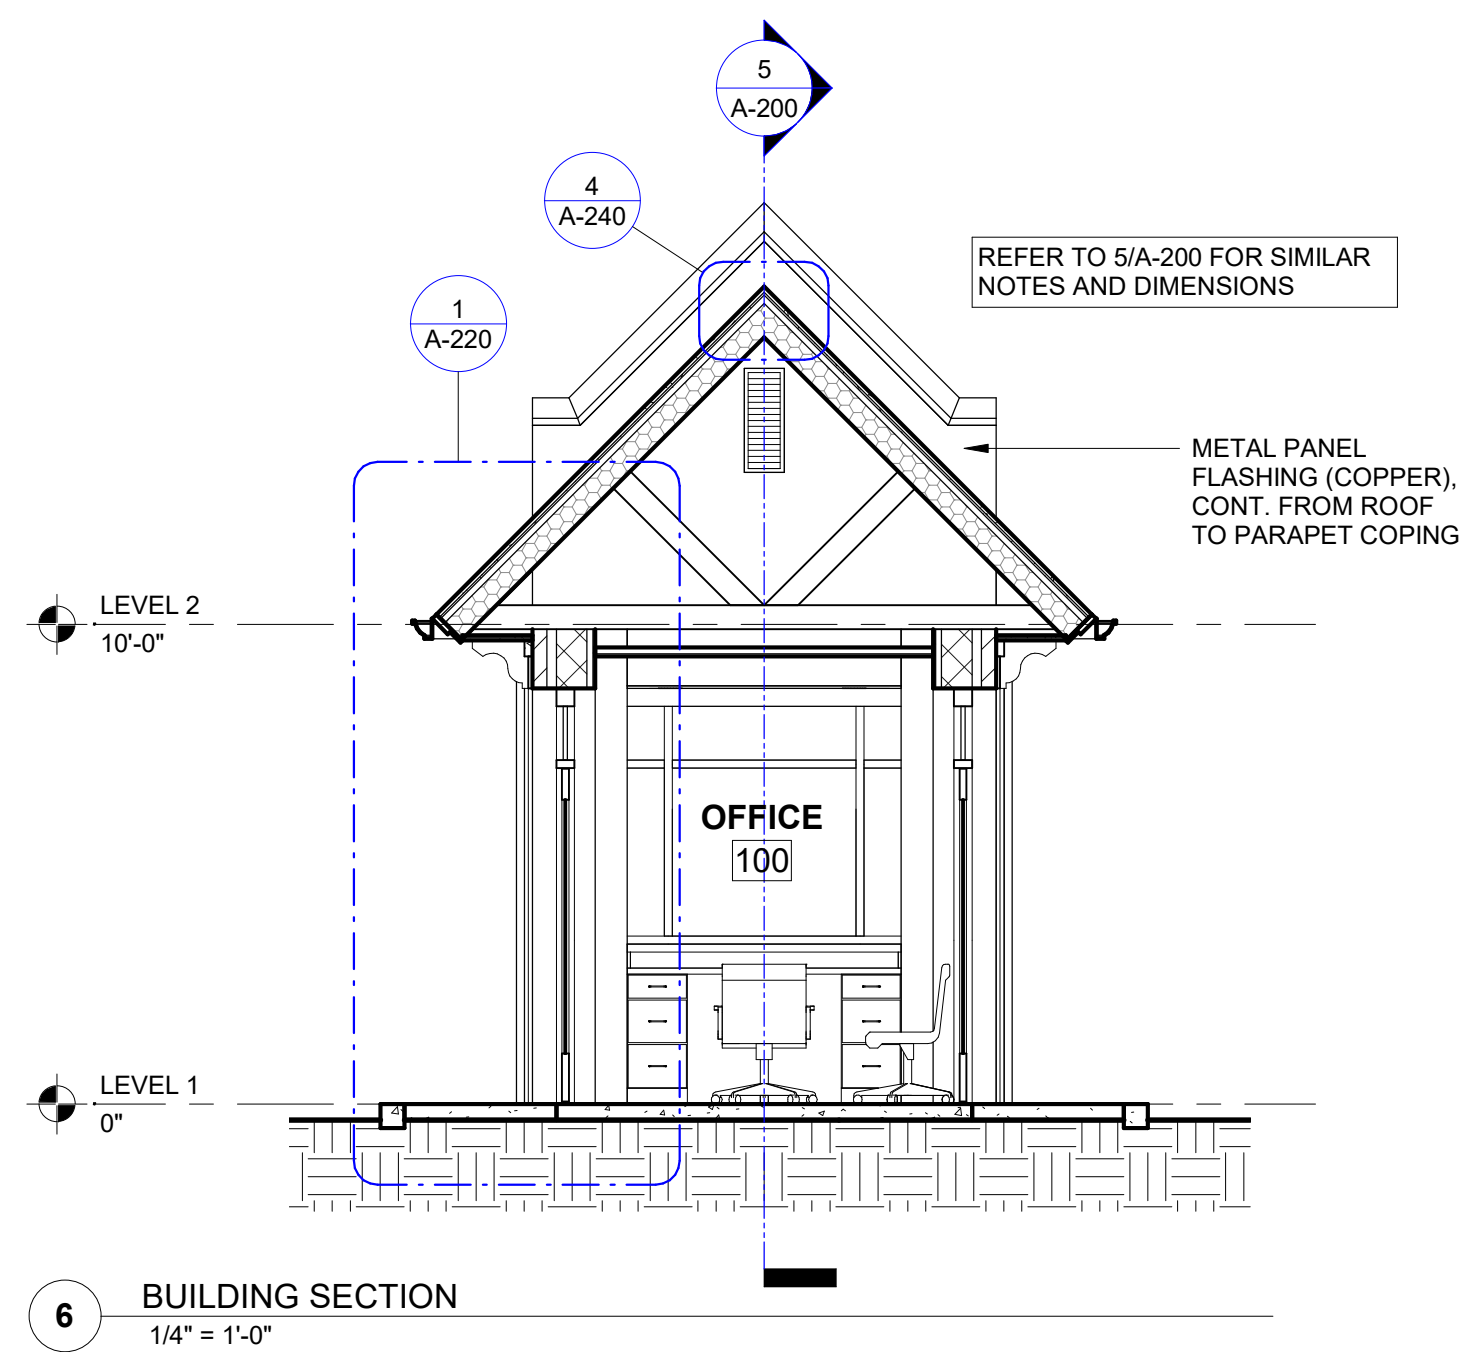 5
A-200
4
A-240
1
A-220
REFER TO 5/A-200 FOR SIMILAR
NOTES AND DIMENSIONS
METAL PANEL
FLASHING (COPPER),
CONT. FROM ROOF
TO PARAPET COPING
LEVEL 2
10'-0"
OFFICE
100
LEVEL 1
0"
6
BUILDING SECTION
1/4" = 1'-0"